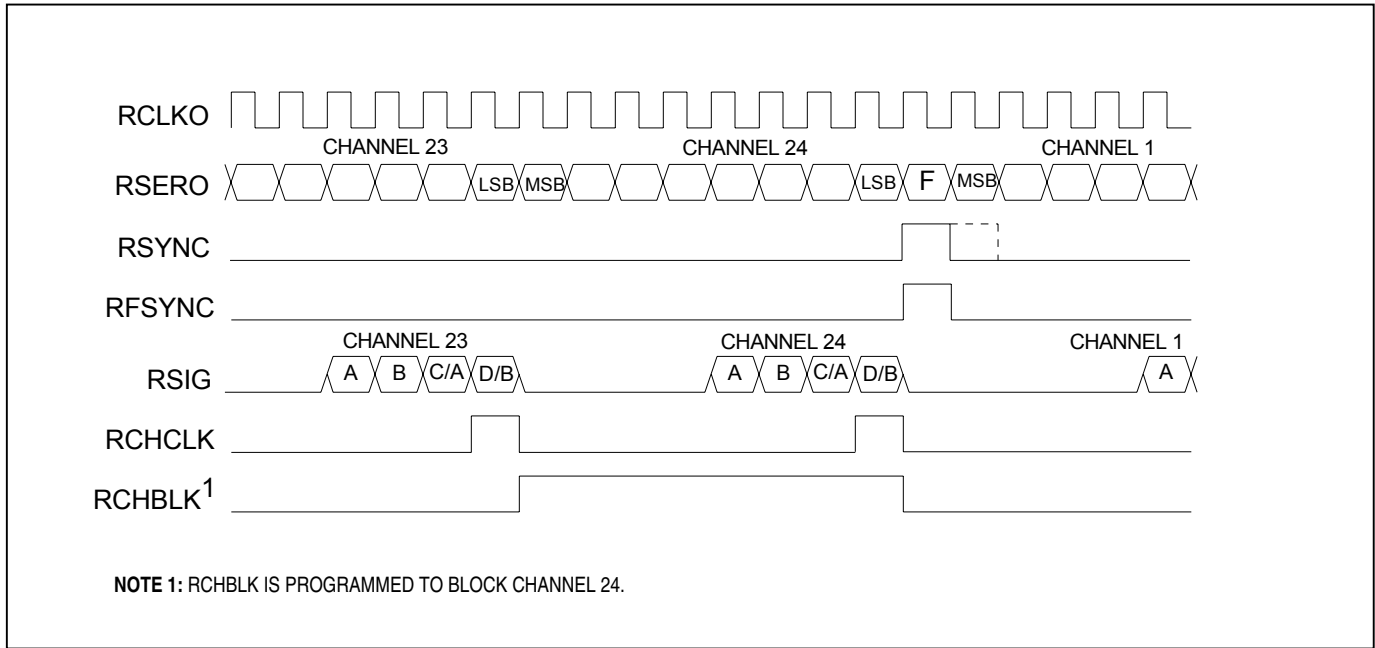 RCLKO
CHANNEL 23 CHANNEL 24 CHANNEL 1
RSERO LSB MSB LSB F MSB
RSYNC
RFSYNC
CHANNEL 23 CHANNEL 24 CHANNEL 1
RSIG A B C/A D/B A B C/A D/B A
RCHCLK
RCHBLK1
NOTE 1: RCHBLK IS PROGRAMMED TO BLOCK CHANNEL 24.